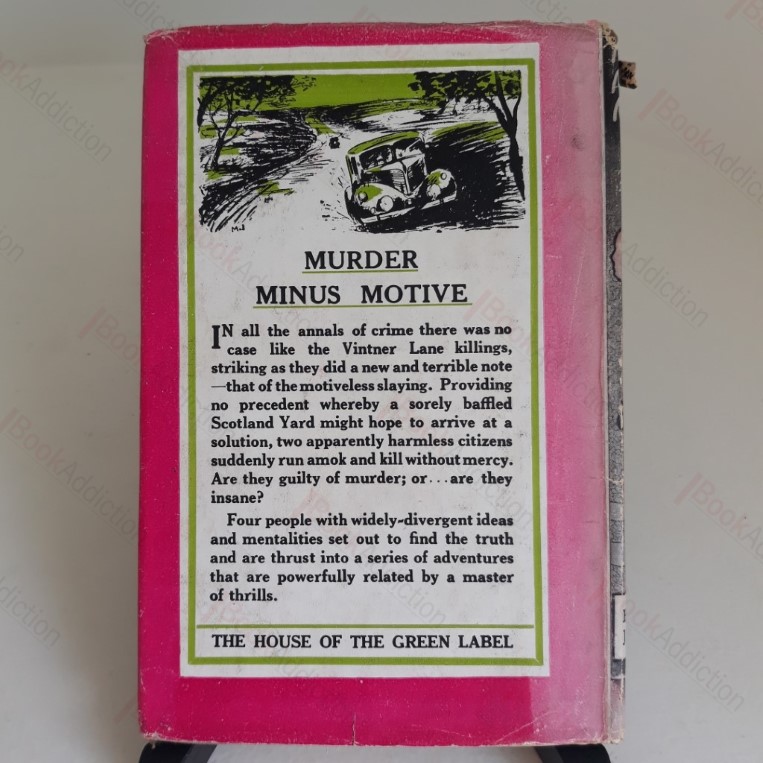 MURDER
MINUS MOTIVE
IN all the annals of crime there was no
case like the Vintner Lane killings,
striking as they did a new and terrible note
—that of the motiveless slaying. Providing
no precedent whereby a sorely baffled
Scotland Yard might hope to arrive at a
solution, two apparently harmless citizens
suddenly run amok and kill without mercy.
Are they guilty of murder; or...are they
insane?
Four people with widely-divergent ideas
and mentalities set out to find the truth
and are thrust into a series of adventures
that are powerfully related by a master
of thrills.
THE HOUSE OF THE GREEN LABEL
BookAddiction